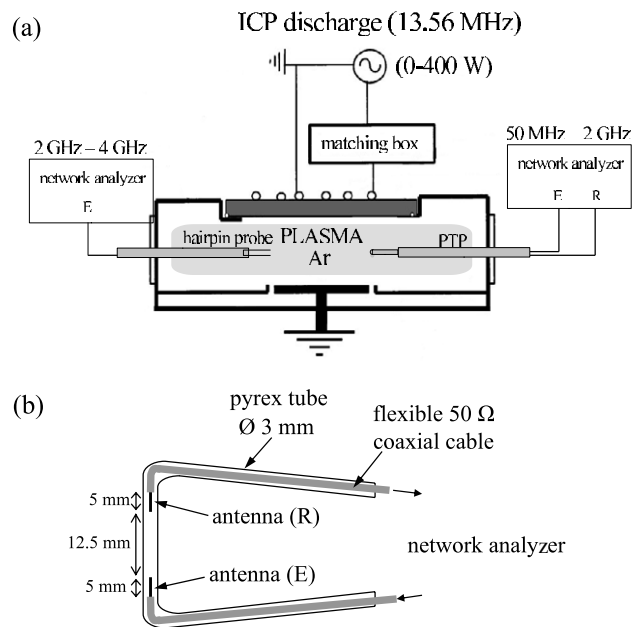 (a)
ICP discharge (13.56 MHz)
(0-400 W)
matching box
2 GHz – 4 GHz
network analyzer
E
50 MHz 2 GHz
network analyzer
E R
hairpin probe
PLASMA
Ar
PTP
(b)
pyrex tube
Ø 3 mm
flexible 50 Ω
coaxial cable
5 mm
antenna (R)
12.5 mm
network analyzer
5 mm
antenna (E)